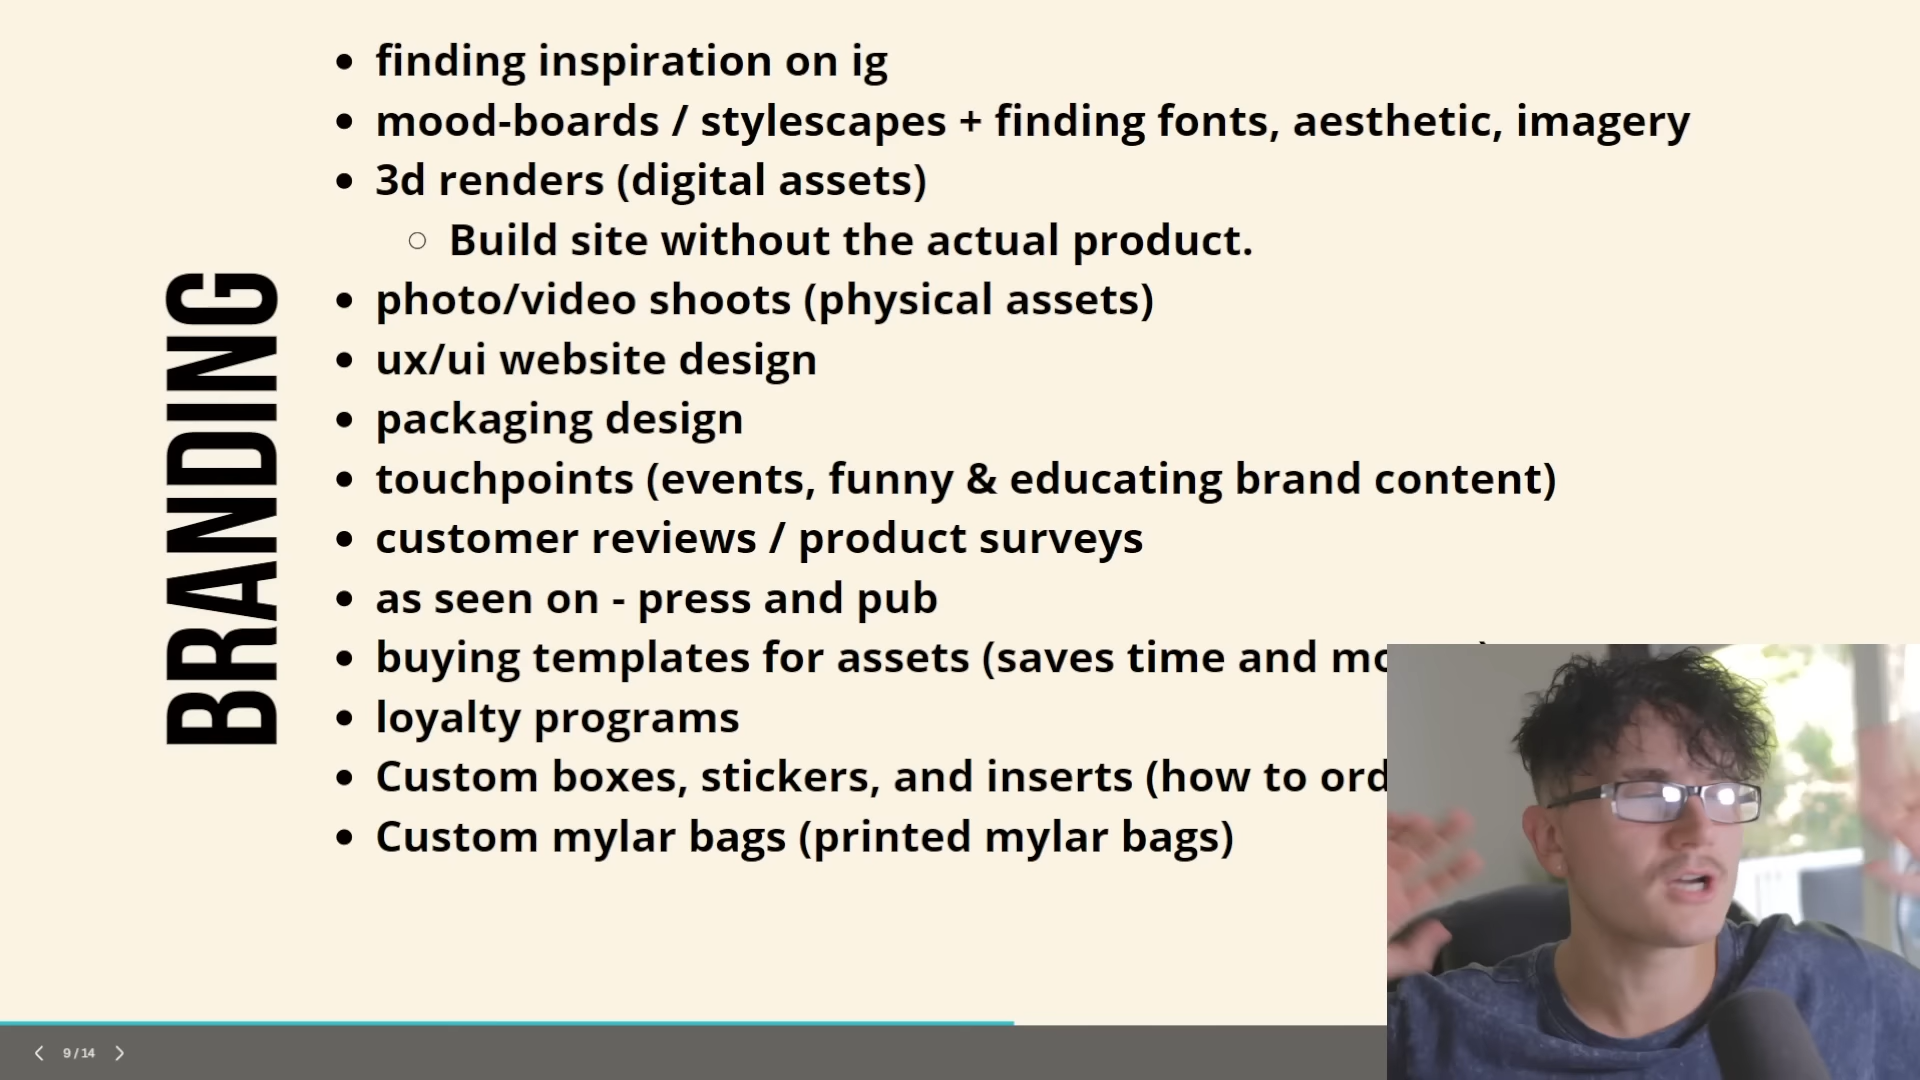 BRANDING
finding inspiration on ig
mood-boards / stylescapes + finding fonts, aesthetic, imagery
3d renders (digital assets)
Build site without the actual product.
photo/video shoots (physical assets)
ux/ui website design
packaging design
touchpoints (events, funny & educating brand content)
customer reviews / product surveys
as seen on - press and pub
buying templates for assets (saves time and
loyalty programs
Custom boxes, stickers, and inserts (how to
Custom mylar bags (printed mylar bags)
9 / 14